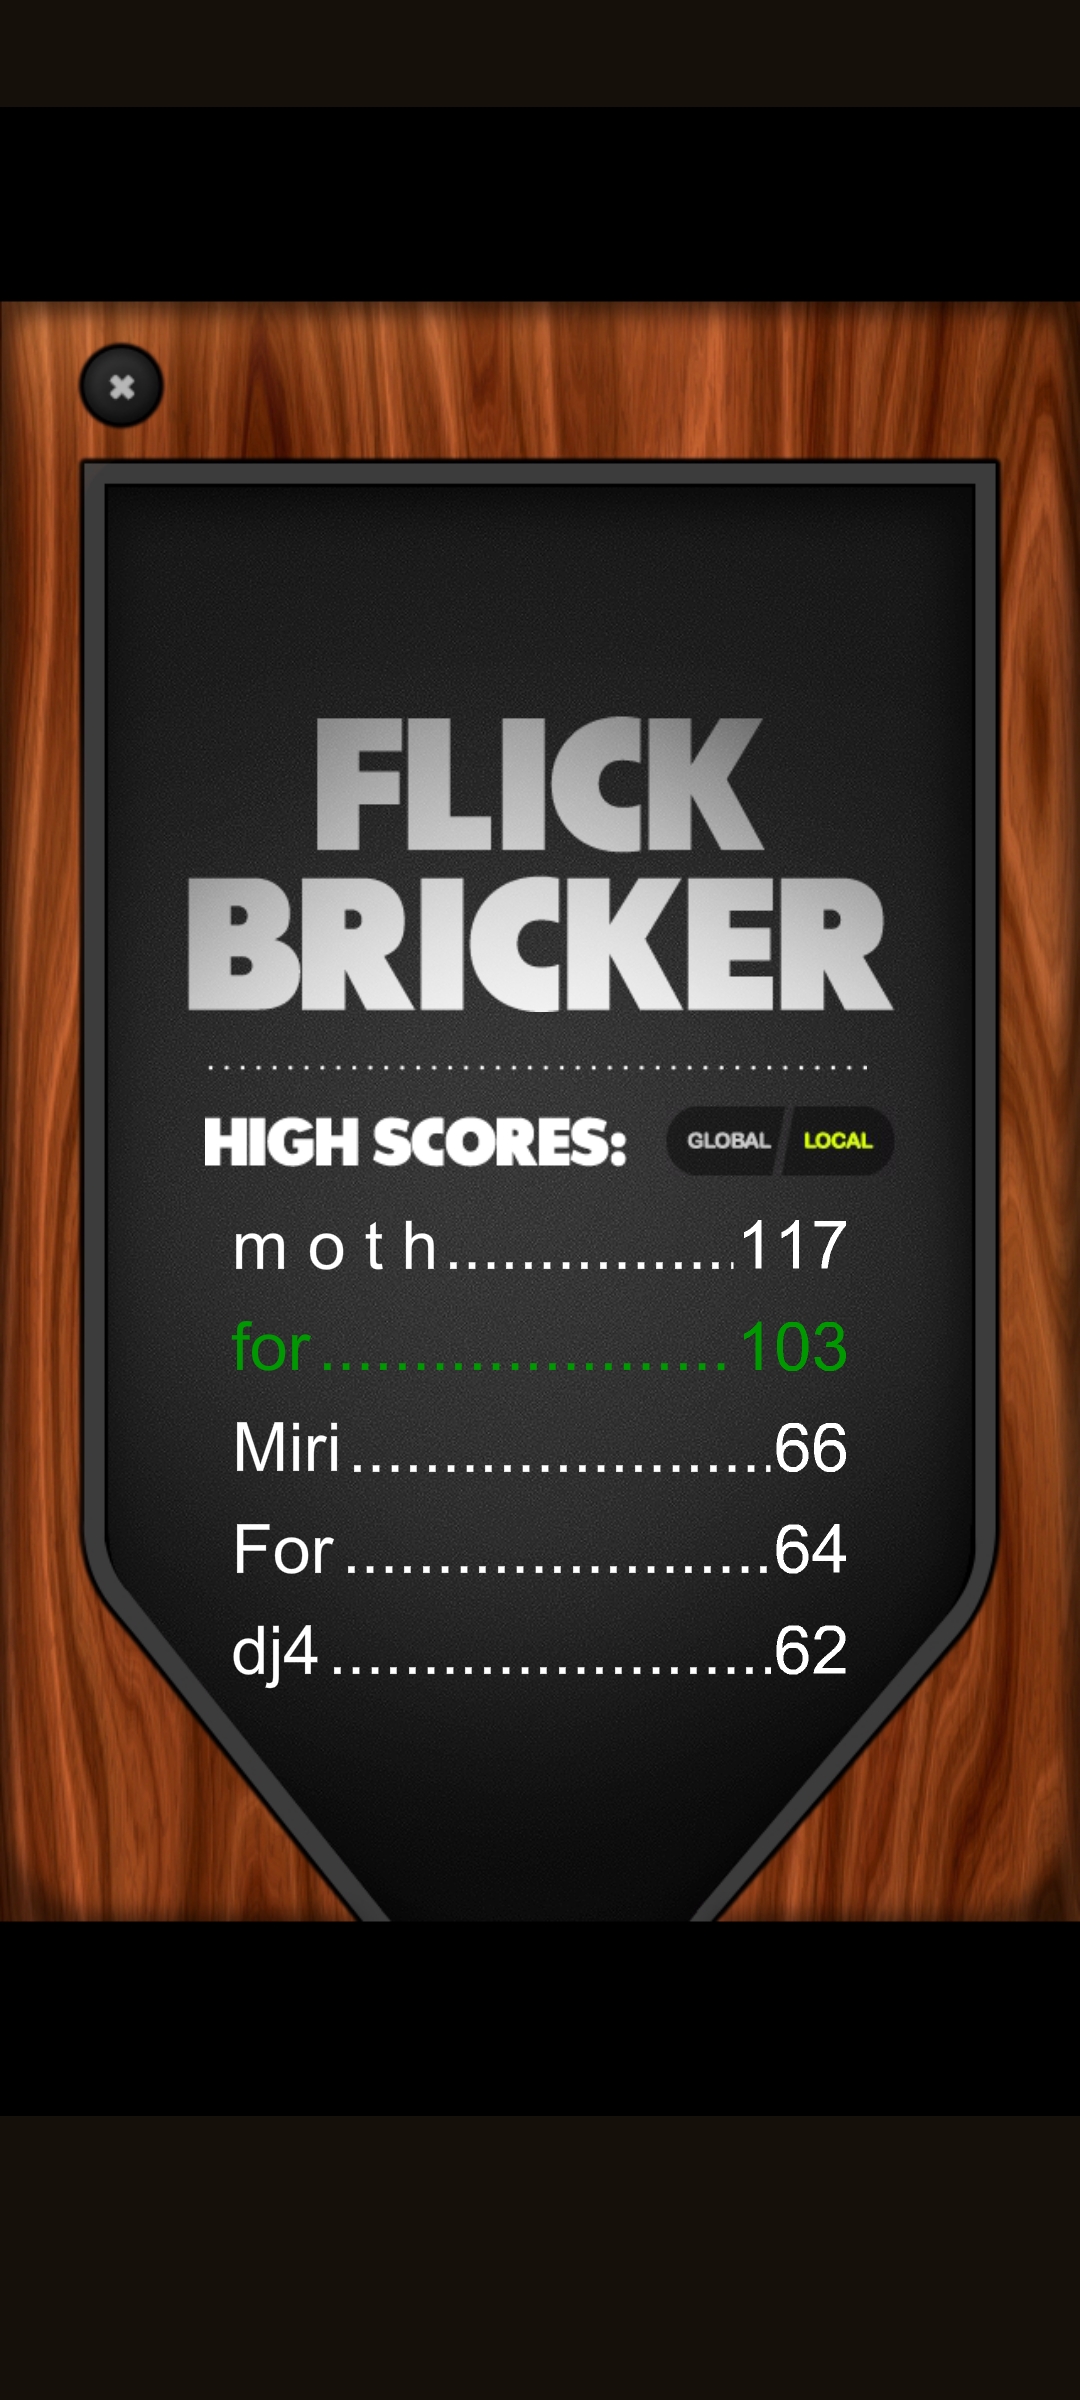 FLICK
BRICKER
HIGH SCORES: GLOBAL LOCAL
m o t h.................117
for......................103
Miri.......................66
For.......................64
dj4........................62